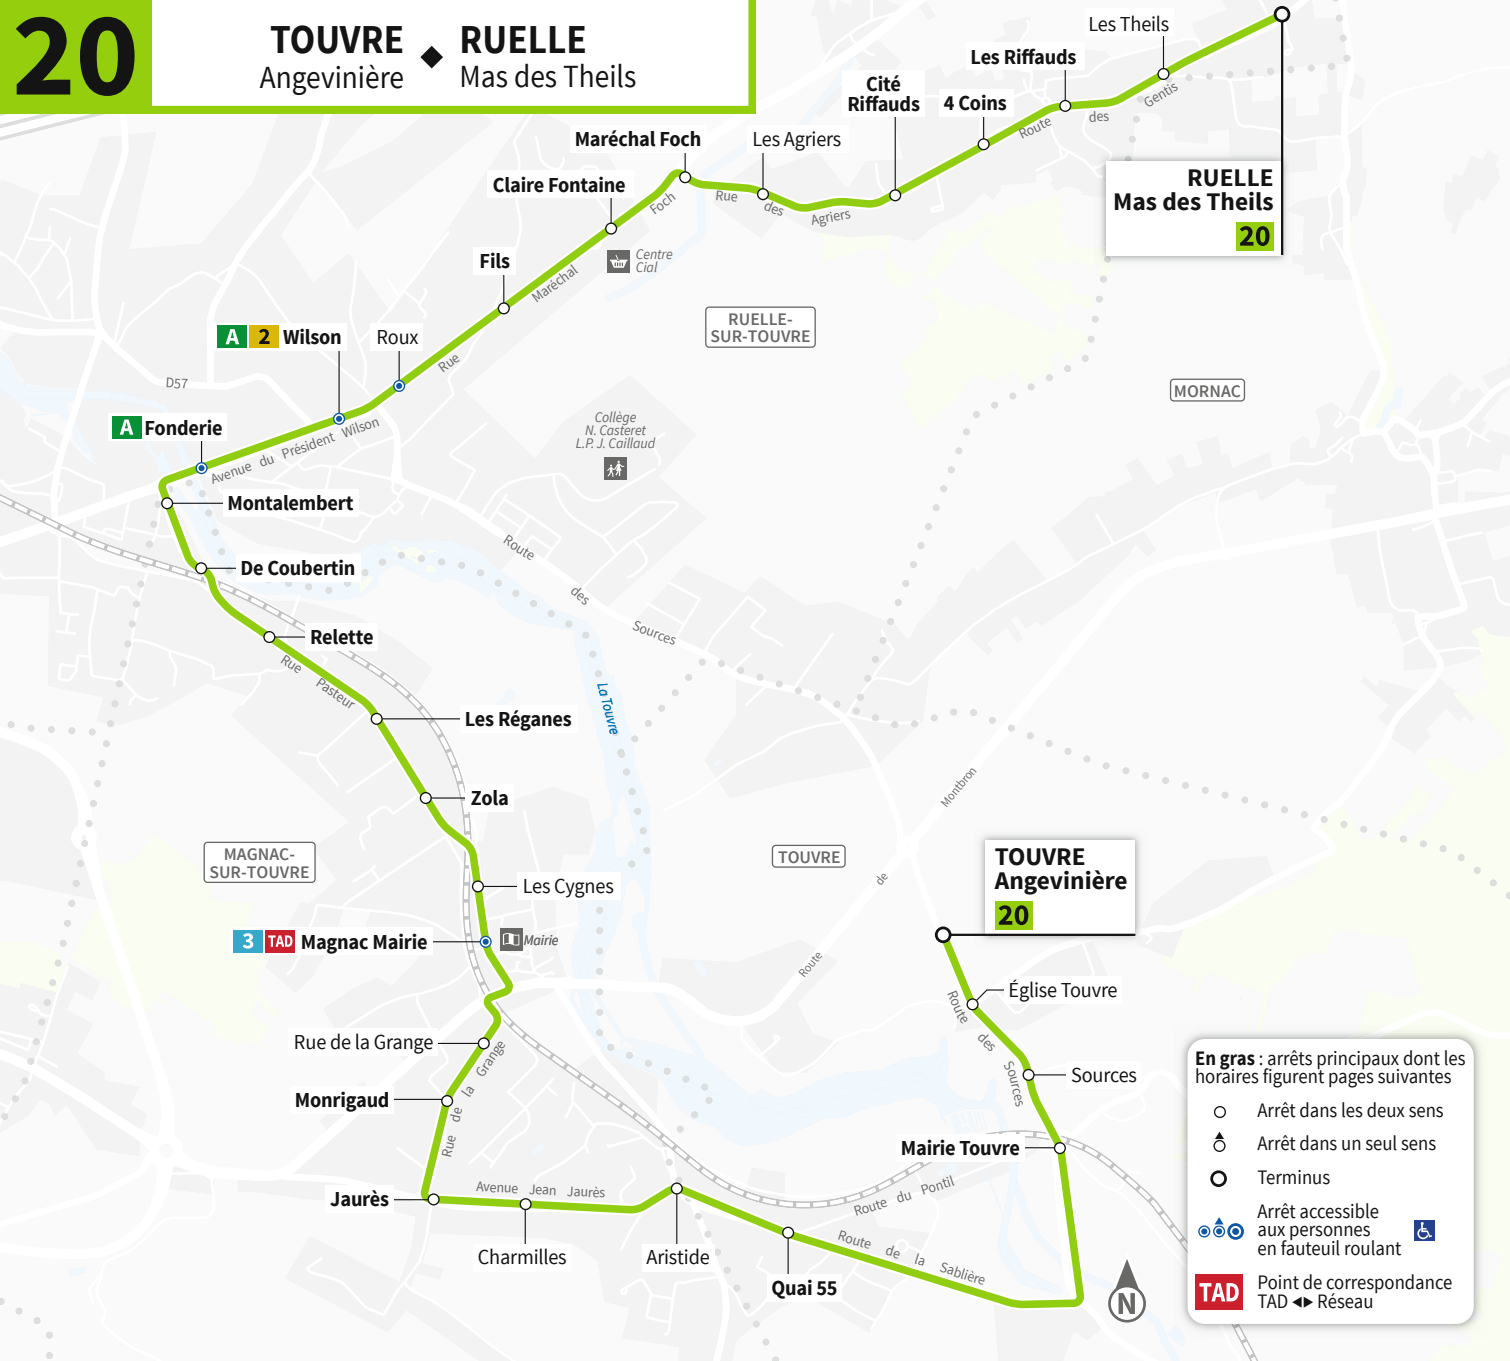 20
TOUVRE
Angevinière
RUELLE
Mas des Theils
Les Theils
Les Riffauds
Cité
Riffauds
4 Coins
Gentis
des
Route
Maréchal Foch
Les Agriers
Claire Fontaine
Foch
Rue
des
Agriers
RUELLE
Mas des Theils
20
Centre
Cial
Fils
Maréchal
RUELLE-
SUR-TOUVRE
A 2 Wilson
Roux
Rue
D57
MORNAC
A Fonderie
Avenue du Président Wilson
Collège
N. Casteret
L.P. J. Caillaud
Montalembert
Route
des
Sources
De Coubertin
Relette
Rue
Pasteur
La Touvre
Les Réganes
Zola
Montbron
de
Route
MAGNAC-
SUR-TOUVRE
TOUVRE
TOUVRE
Angevinière
20
Les Cygnes
3 TAD Magnac Mairie
Mairie
Église Touvre
Route
des
Sources
Rue de la Grange
Sources
Monrigaud
Rue de la Grange
Mairie Touvre
Jaurès
Avenue Jean Jaurès
Route du Pontil
Charmilles
Aristide
Route de la Sablière
Quai 55
N
En gras : arrêts principaux dont les
horaires figurent pages suivantes
Arrêt dans les deux sens
Arrêt dans un seul sens
Terminus
Arrêt accessible
aux personnes
en fauteuil roulant
TAD
Point de correspondance
TAD ◂▸ Réseau